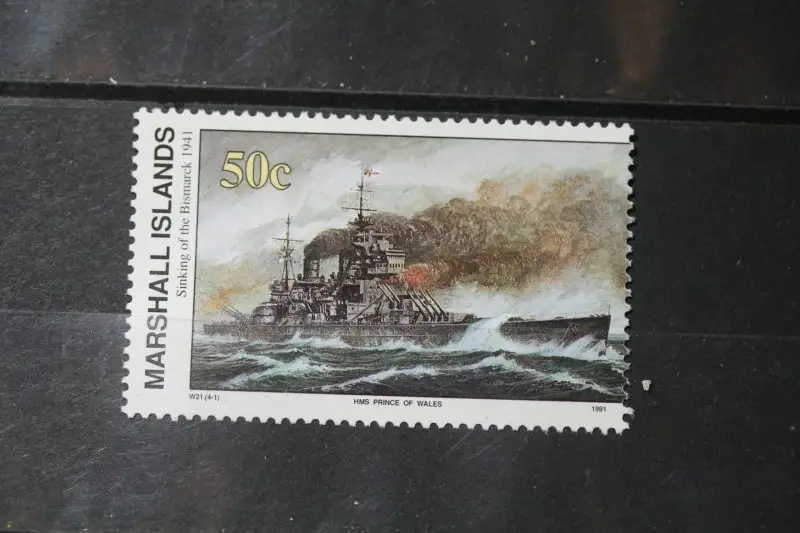 MARSHALL ISLANDS
Sinking of the Bismarck 1941
50c
W21.(4-1)
HMS PRINCE OF WALES
1991